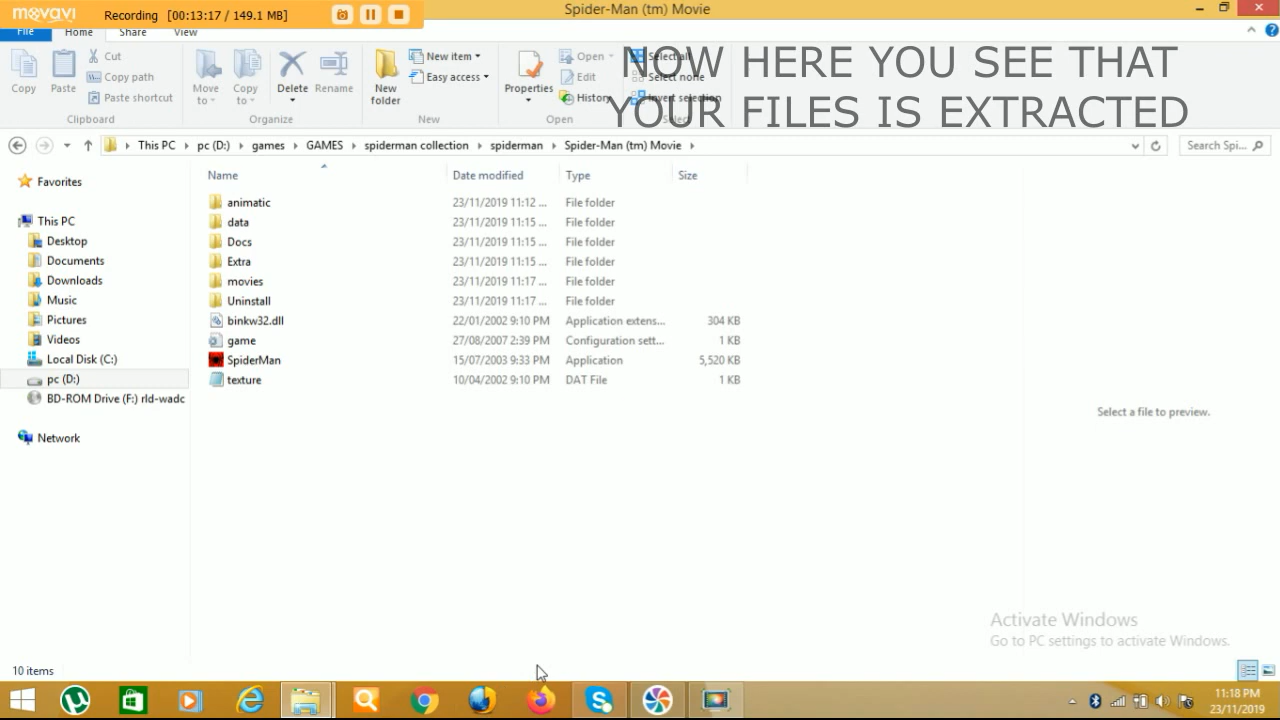 movavi
Recording [00:13:17 / 149.1 MB]
Spider-Man (tm) Movie
File Home Share View
NOW HERE YOU SEE THAT
YOUR FILES IS EXTRACTED
Copy
Paste
Cut
Copy path
Paste shortcut
Clipboard
Move to
Copy to
Delete
Rename
Organize
New folder
New item
Easy access
New
Properties
Open
Edit
History
Open
Select all
Select none
Invert selection
Select
This PC pc (D:) games GAMES spiderman collection spiderman Spider-Man (tm) Movie
Search Spi...
Name Date modified Type Size
Favorites
This PC
Desktop
Documents
Downloads
Music
Pictures
Videos
Local Disk (C:)
pc (D:)
BD-ROM Drive (F:) rld-wadc
Network
animatic 23/11/2019 11:12 ... File folder
data 23/11/2019 11:15 ... File folder
Docs 23/11/2019 11:15 ... File folder
Extra 23/11/2019 11:15 ... File folder
movies 23/11/2019 11:17 ... File folder
Uninstall 23/11/2019 11:17 ... File folder
binkw32.dll 22/01/2002 9:10 PM Application extens... 304 KB
game 27/08/2007 2:39 PM Configuration sett... 1 KB
SpiderMan 15/07/2003 9:33 PM Application 5,520 KB
texture 10/04/2002 9:10 PM DAT File 1 KB
Select a file to preview.
Activate Windows
Go to PC settings to activate Windows.
10 items
11:18 PM
23/11/2019